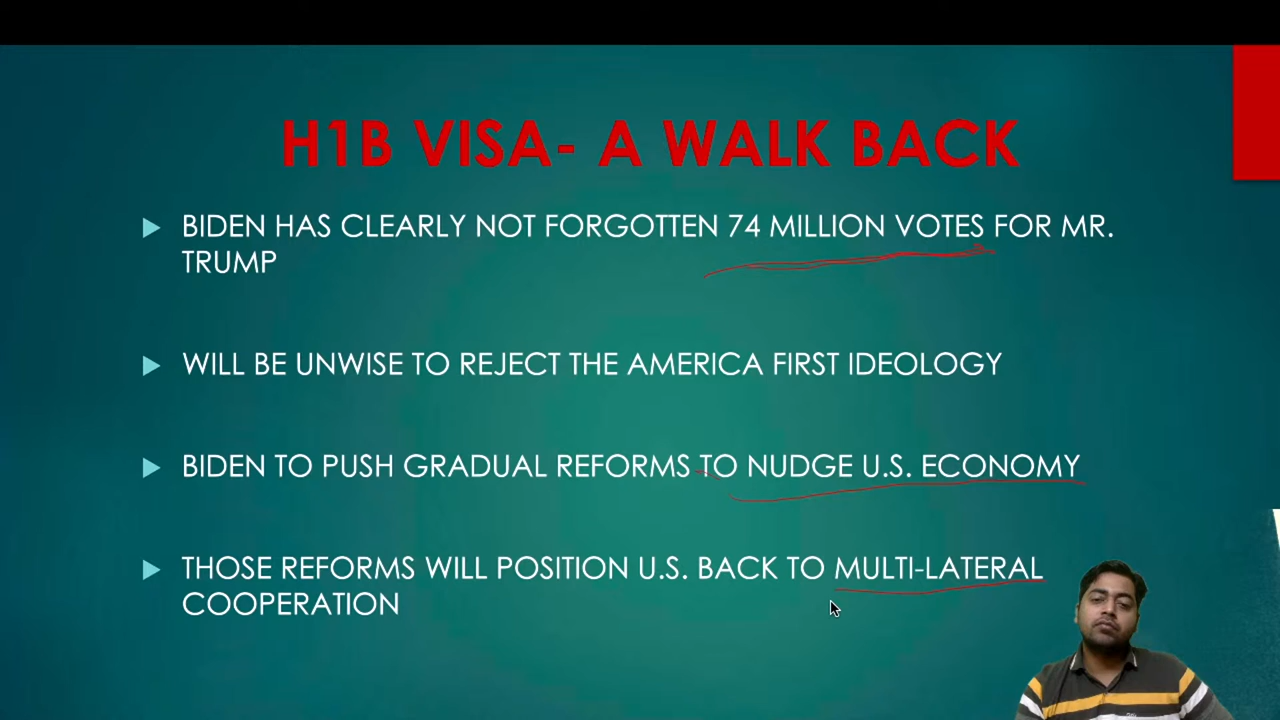 H1B VISA- A WALK BACK
BIDEN HAS CLEARLY NOT FORGOTTEN 74 MILLION VOTES FOR MR.
TRUMP
WILL BE UNWISE TO REJECT THE AMERICA FIRST IDEOLOGY
BIDEN TO PUSH GRADUAL REFORMS TO NUDGE U.S. ECONOMY
THOSE REFORMS WILL POSITION U.S. BACK TO MULTI-LATERAL
COOPERATION